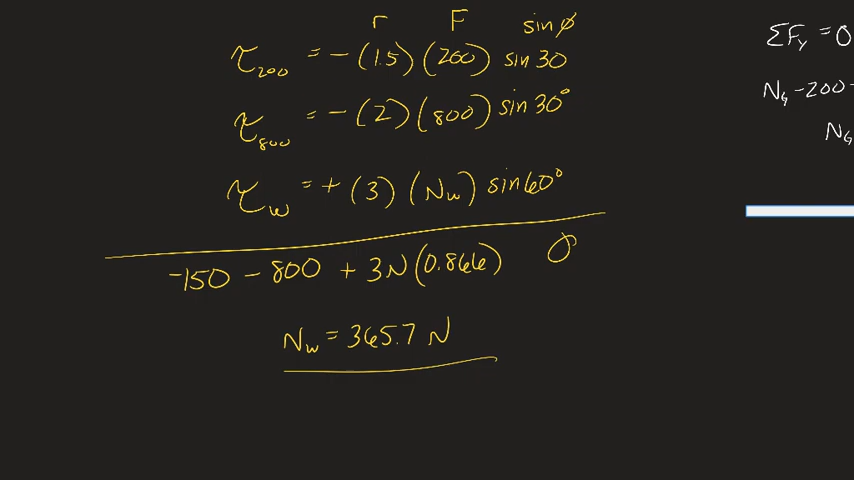 r F sin ø
τ200 = - (1.5) (200) sin 30
τ800 = - (2) (800) sin 30°
τw = + (3) (Nw) sin 60°
-150 - 800 + 3N (0.866) 0
Nw = 365.7 N
ΣFy = 0
NG - 200 -
NG